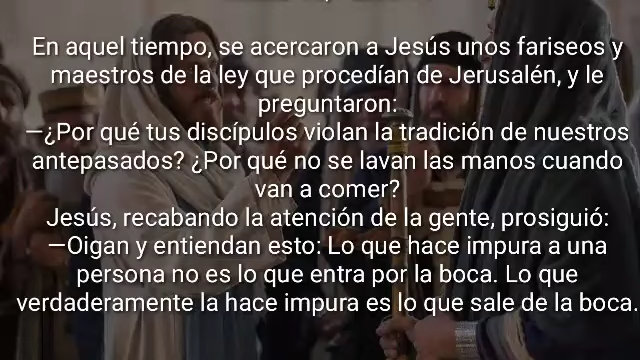 En aquel tiempo, se acercaron a Jesús unos fariseos y
maestros de la ley que procedían de Jerusalén, y le
preguntaron:
—¿Por qué tus discípulos violan la tradición de nuestros
antepasados? ¿Por qué no se lavan las manos cuando
van a comer?
Jesús, recabando la atención de la gente, prosiguió:
—Oigan y entiendan esto: Lo que hace impura a una
persona no es lo que entra por la boca. Lo que
verdaderamente la hace impura es lo que sale de la boca.